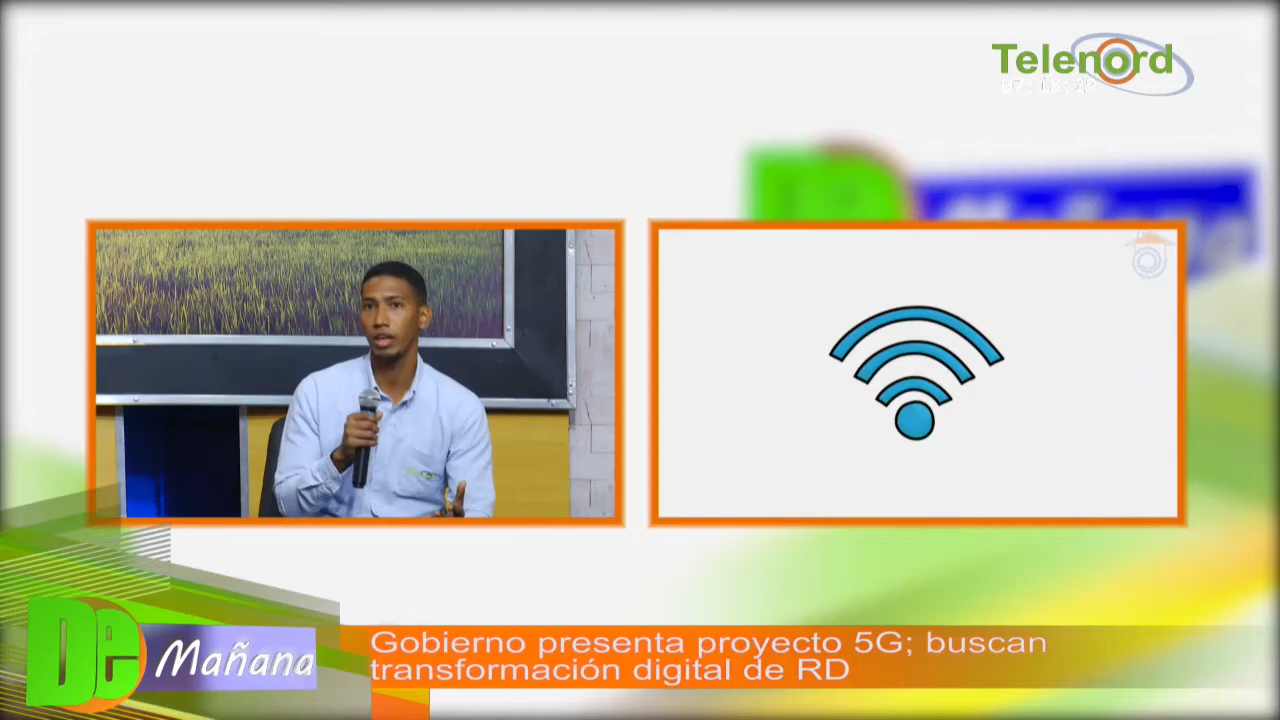 Telenord
De
Mañana
Gobierno presenta proyecto 5G; buscan
transformación digital de RD